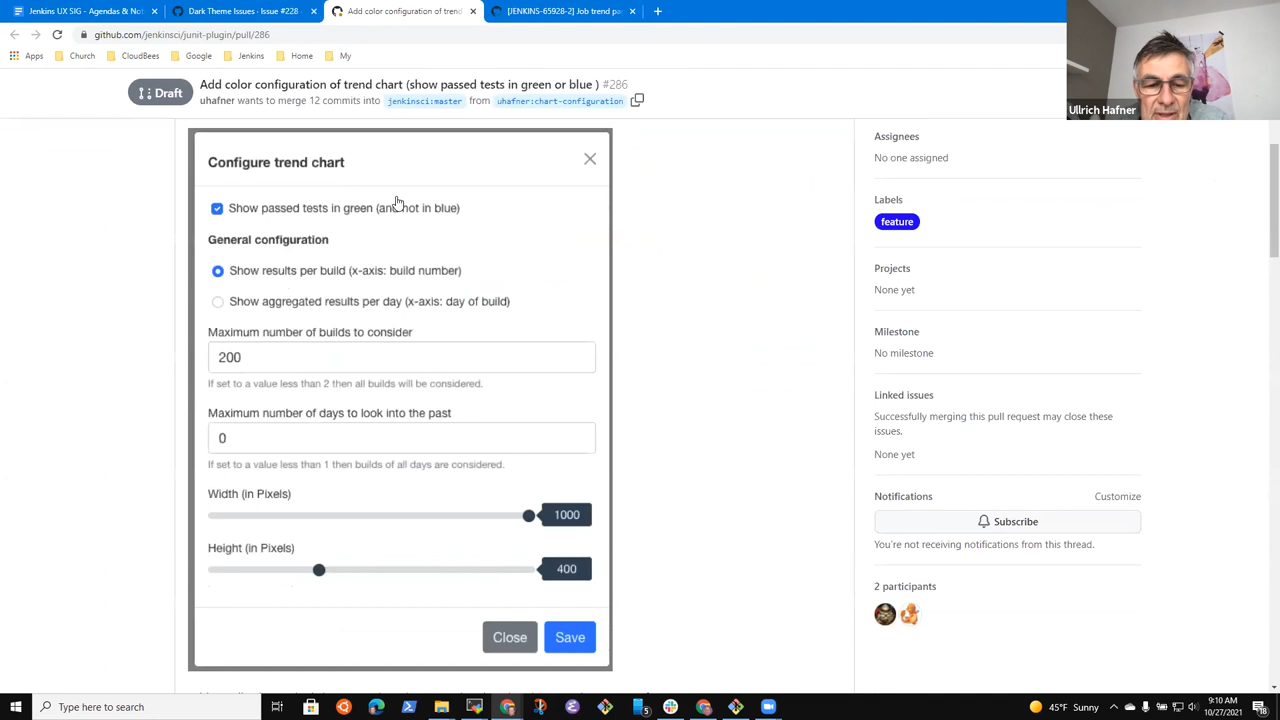 Jenkins UX SIG - Agendas & Not
Dark Theme Issues · Issue #228 ·
Add color configuration of trend
[JENKINS-65928-2] Job trend pa
github.com/jenkinsci/junit-plugin/pull/286
Apps
Church
CloudBees
Google
Jenkins
Home
My
Ullrich Hafner
Draft
Add color configuration of trend chart (show passed tests in green or blue ) #286
uhafner wants to merge 12 commits into jenkinsci:master from uhafner:chart-configuration
Configure trend chart
Show passed tests in green (and not in blue)
General configuration
Show results per build (x-axis: build number)
Show aggregated results per day (x-axis: day of build)
Maximum number of builds to consider
200
If set to a value less than 2 then all builds will be considered.
Maximum number of days to look into the past
0
If set to a value less than 1 then builds of all days are considered.
Width (in Pixels)
1000
Height (in Pixels)
400
Close
Save
Assignees
No one assigned
Labels
feature
Projects
None yet
Milestone
No milestone
Linked issues
Successfully merging this pull request may close these
issues.
None yet
Notifications
Customize
Subscribe
You're not receiving notifications from this thread.
2 participants
Type here to search
5
45°F Sunny
9:10 AM
10/27/2021
18